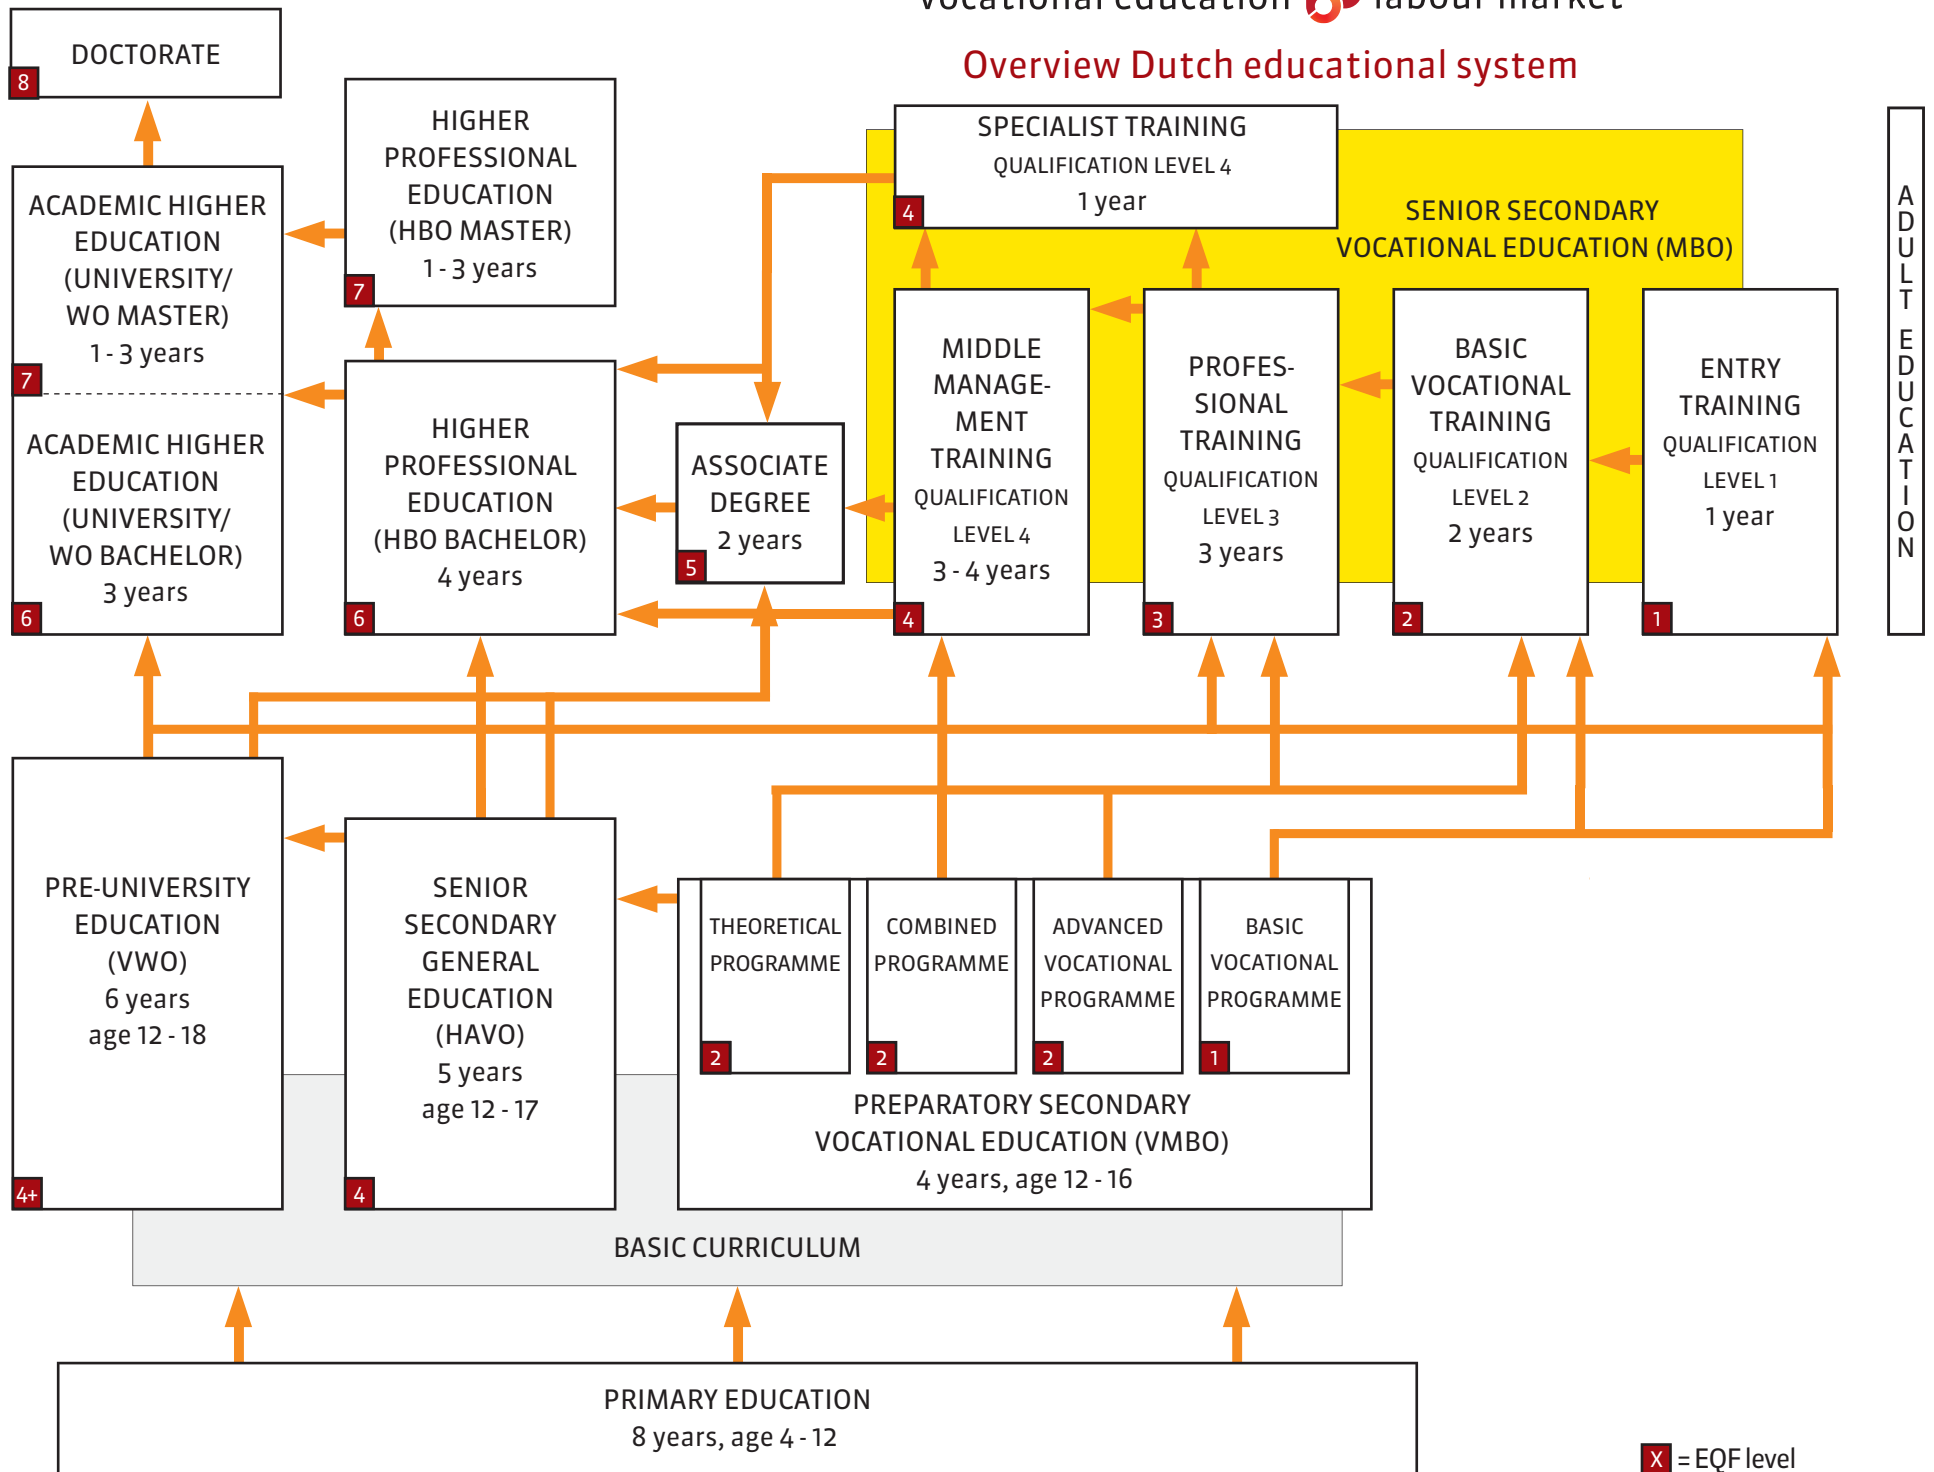 vocational education labour market
Overview Dutch educational system
DOCTORATE
8
HIGHER
PROFESSIONAL
EDUCATION
(HBO MASTER)
1 - 3 years
7
ACADEMIC HIGHER
EDUCATION
(UNIVERSITY/
WO MASTER)
1 - 3 years
7
ACADEMIC HIGHER
EDUCATION
(UNIVERSITY/
WO BACHELOR)
3 years
6
HIGHER
PROFESSIONAL
EDUCATION
(HBO BACHELOR)
4 years
6
ASSOCIATE
DEGREE
2 years
5
SPECIALIST TRAINING
QUALIFICATION LEVEL 4
1 year
4
SENIOR SECONDARY
VOCATIONAL EDUCATION (MBO)
MIDDLE
MANAGE-
MENT
TRAINING
QUALIFICATION
LEVEL 4
3 - 4 years
4
PROFES-
SIONAL
TRAINING
QUALIFICATION
LEVEL 3
3 years
3
BASIC
VOCATIONAL
TRAINING
QUALIFICATION
LEVEL 2
2 years
2
ENTRY
TRAINING
QUALIFICATION
LEVEL 1
1 year
1
ADULT EDUCATION
PRE-UNIVERSITY
EDUCATION
(VWO)
6 years
age 12 - 18
4+
SENIOR
SECONDARY
GENERAL
EDUCATION
(HAVO)
5 years
age 12 - 17
4
THEORETICAL
PROGRAMME
2
COMBINED
PROGRAMME
2
ADVANCED
VOCATIONAL
PROGRAMME
2
BASIC
VOCATIONAL
PROGRAMME
1
PREPARATORY SECONDARY
VOCATIONAL EDUCATION (VMBO)
4 years, age 12 - 16
BASIC CURRICULUM
PRIMARY EDUCATION
8 years, age 4 - 12
X = EQF level